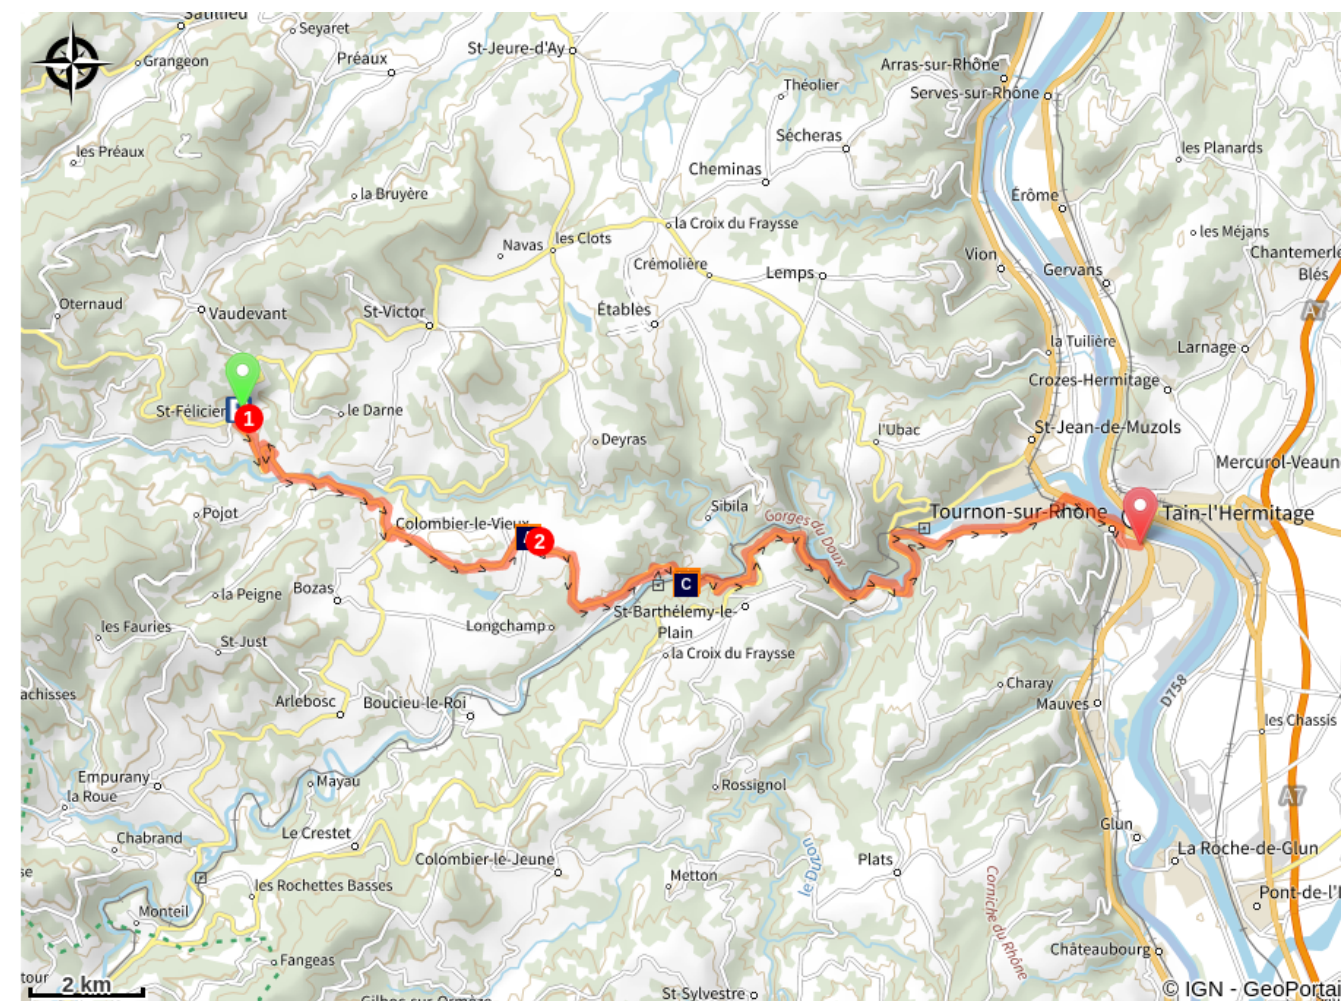 Satillieu
Seyaret
St-Jeure-d'Ay
Grangeon
Préaux
Arras-sur-Rhône
Théolier
Serves-sur-Rhône
les Préaux
Sécheras
les Planards
Cheminas
la Bruyère
Érôme
la Croix du Fraysse
les Méjans
Navas
les Clots
Vion
Chantemerle
Blés
Crémolière
Lemps
Gervans
Oternaud
Vaudevant
St-Victor
Étables
A7
la Tuilière
Larnage
Crozes-Hermitage
St-Félicien
1
le Darne
l'Ubac
St-Jean-de-Muzols
Deyras
Mercurol-Veaun
Pojot
Sibila
Colombier-le-Vieux
Gorges du Doux
Tournon-sur-Rhône
Tain-l'Hermitage
2
C
Bozas
la Peigne
St-Barthélemy-le-
Plain
les Fauries
Longchamp
St-Just
la Croix du Fraysse
achisses
Charay
D758
Arlebosc
Boucieu-le-Roi
Mauves
les Chassis
Empurany
Mayau
Rossignol
la Roue
A7
Chabrand
Le Crestet
Glun
La Roche-de-Glun
se
Colombier-le-Jeune
le Duzon
Plats
Metton
les Rochettes Basses
Corniche du Rhône
Pont-de-l'I
Monteil
Châteaubourg
Fangeas
tour
2 km
Gilhoc-sur-Ormèze
St-Sylvestre
© IGN - GeoPortai